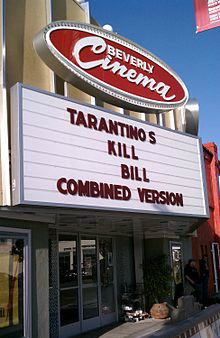 BEVERLY
Cinema
TARANTINO S
KILL
BILL
COMBINED VERSION